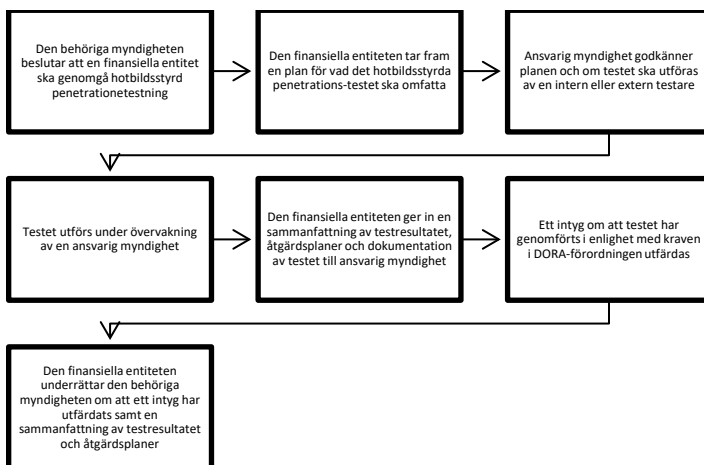 Den behöriga myndigheten
beslutar att en finansiell entitet
ska genomgå hotbildsstyrd
penetrationetestning
Den finansiella entiteten tar fram
en plan för vad det hotbildsstyrda
penetrations-testet ska omfatta
Ansvarig myndighet godkänner
planen och om testet ska utföras
av en intern eller extern testare
Testet utförs under övervakning
av en ansvarig myndighet
Den finansiella entiteten ger in en
sammanfattning av testresultatet,
åtgärdsplaner och dokumentation
av testet till ansvarig myndighet
Ett intyg om att testet har
genomförts i enlighet med kraven
i DORA-förordningen utfärdas
Den finansiella entiteten
underrättar den behöriga
myndigheten om att ett intyg har
utfärdats samt en
sammanfattning av testresultatet
och åtgärdsplaner